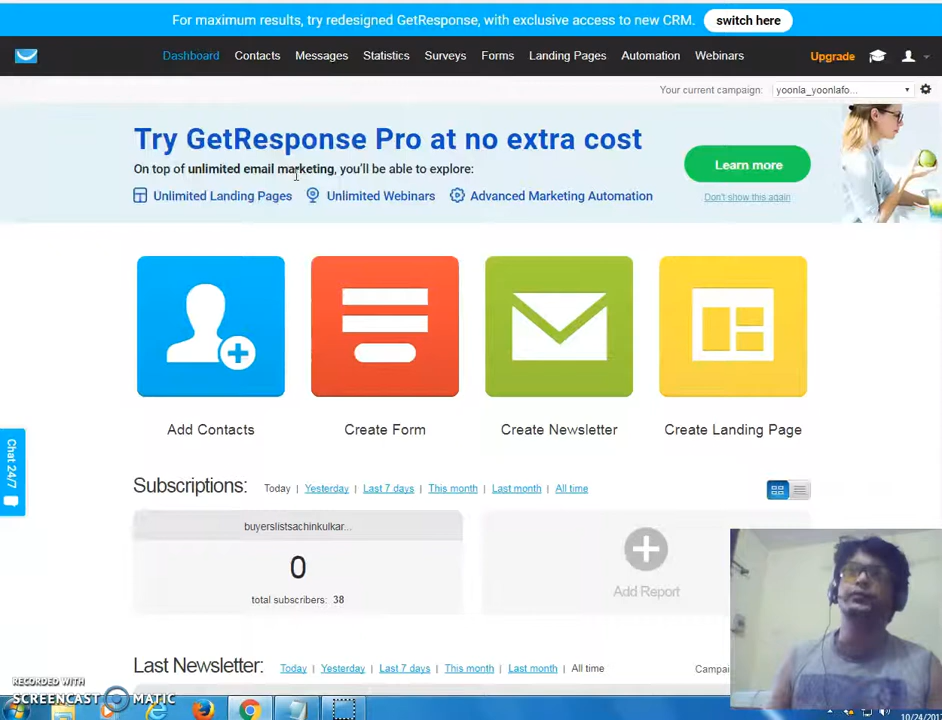 For maximum results, try redesigned GetResponse, with exclusive access to new CRM. switch here
Dashboard Contacts Messages Statistics Surveys Forms Landing Pages Automation Webinars Upgrade
Your current campaign: yoonla_yoonlafo...
Try GetResponse Pro at no extra cost
On top of unlimited email marketing, you'll be able to explore:
Learn more
Unlimited Landing Pages Unlimited Webinars Advanced Marketing Automation
Don't show this again
Add Contacts Create Form Create Newsletter Create Landing Page
Chat 24/7
Subscriptions: Today | Yesterday | Last 7 days | This month | Last month | All time
buyerslistsachinkulkar...
0
total subscribers: 38
Add Report
Last Newsletter: Today | Yesterday | Last 7 days | This month | Last month | All time
RECORDED WITH
SCREENCAST MATIC